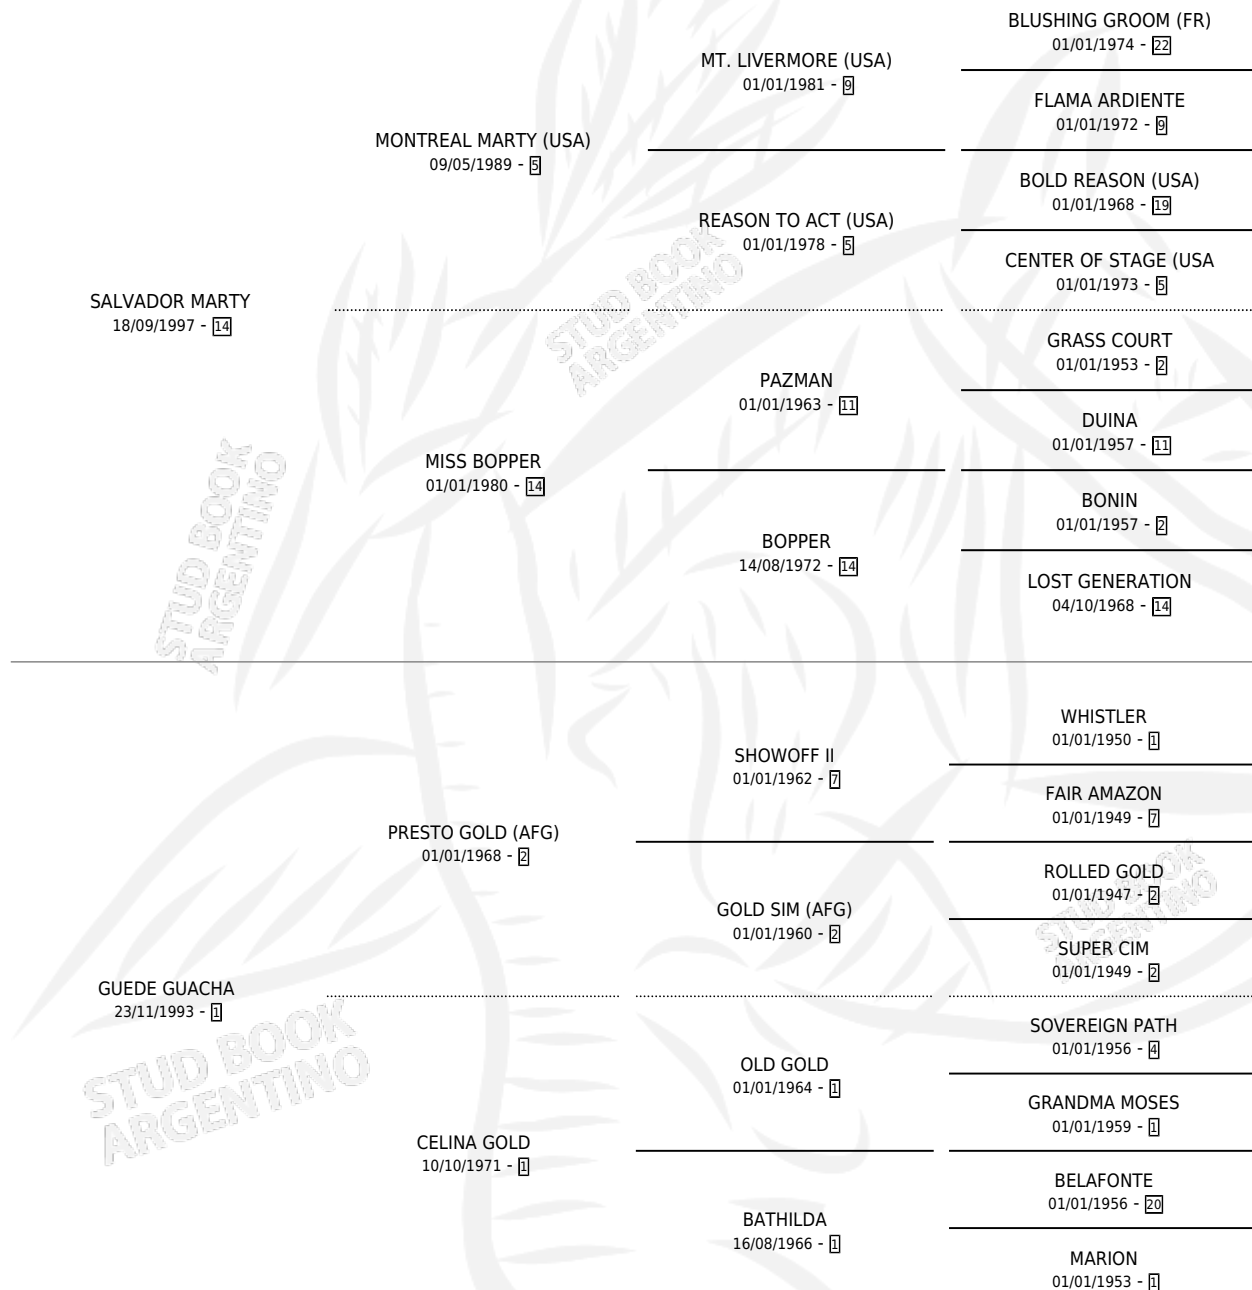 BLUSHING GROOM (FR)
01/01/1974 - 22
MT. LIVERMORE (USA)
01/01/1981 - 9
FLAMA ARDIENTE
01/01/1972 - 9
MONTREAL MARTY (USA)
09/05/1989 - 5
BOLD REASON (USA)
01/01/1968 - 19
REASON TO ACT (USA)
01/01/1978 - 5
CENTER OF STAGE (USA
01/01/1973 - 5
SALVADOR MARTY
18/09/1997 - 14
GRASS COURT
01/01/1953 - 2
PAZMAN
01/01/1963 - 11
DUINA
01/01/1957 - 11
MISS BOPPER
01/01/1980 - 14
BONIN
01/01/1957 - 2
BOPPER
14/08/1972 - 14
LOST GENERATION
04/10/1968 - 14
WHISTLER
01/01/1950 - 1
SHOWOFF II
01/01/1962 - 7
FAIR AMAZON
01/01/1949 - 7
PRESTO GOLD (AFG)
01/01/1968 - 2
ROLLED GOLD
01/01/1947 - 2
GOLD SIM (AFG)
01/01/1960 - 2
SUPER CIM
01/01/1949 - 2
GUEDE GUACHA
23/11/1993 - 1
SOVEREIGN PATH
01/01/1956 - 4
OLD GOLD
01/01/1964 - 1
GRANDMA MOSES
01/01/1959 - 1
CELINA GOLD
10/10/1971 - 1
BELAFONTE
01/01/1956 - 20
BATHILDA
16/08/1966 - 1
MARION
01/01/1953 - 1
STUD BOOK
ARGENTINO
STUD BOOK
ARGENTINO
STUD BOOK
ARGENTINO
STUD BOOK
ARGENTINO